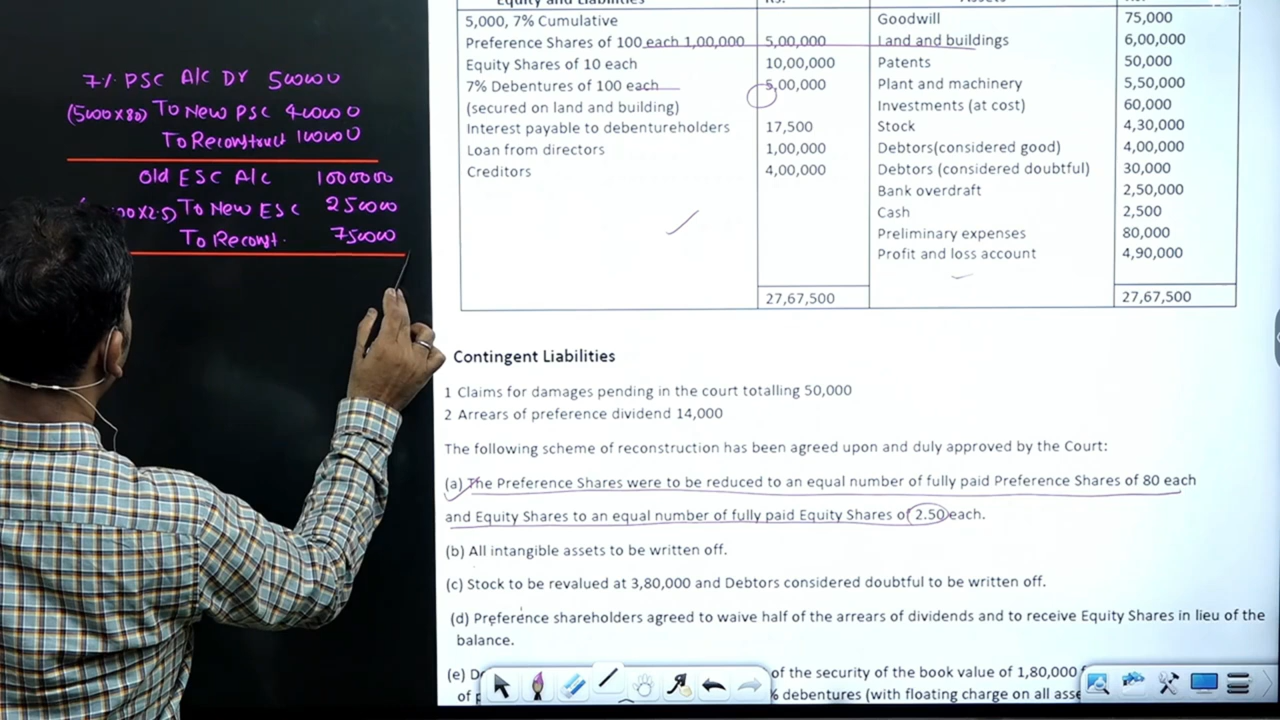 Equity and Liabilities Rs. Assets Rs.
5,000, 7% Cumulative Goodwill 75,000
Preference Shares of 100 each 1,00,000 5,00,000 Land and buildings 6,00,000
Equity Shares of 10 each 10,00,000 Patents 50,000
7% Debentures of 100 each 5,00,000 Plant and machinery 5,50,000
(secured on land and building) Investments (at cost) 60,000
Interest payable to debentureholders 17,500 Stock 4,30,000
Loan from directors 1,00,000 Debtors(considered good) 4,00,000
Creditors 4,00,000 Debtors (considered doubtful) 30,000
Bank overdraft 2,50,000
Cash 2,500
Preliminary expenses 80,000
Profit and loss account 4,90,000
27,67,500 27,67,500
7% PSC A/C Dr 500000
(5000x80) To New PSC 400000
To Reconstruct 100000
Old ESC A/C 1000000
00x2.5) To New ESC 250000
To Reconst. 750000
Contingent Liabilities
1 Claims for damages pending in the court totalling 50,000
2 Arrears of preference dividend 14,000
The following scheme of reconstruction has been agreed upon and duly approved by the Court:
(a) The Preference Shares were to be reduced to an equal number of fully paid Preference Shares of 80 each
and Equity Shares to an equal number of fully paid Equity Shares of 2.50 each.
(b) All intangible assets to be written off.
(c) Stock to be revalued at 3,80,000 and Debtors considered doubtful to be written off.
(d) Preference shareholders agreed to waive half of the arrears of dividends and to receive Equity Shares in lieu of the
balance.
(e) of the security of the book value of 1,80,000
of debentures (with floating charge on all